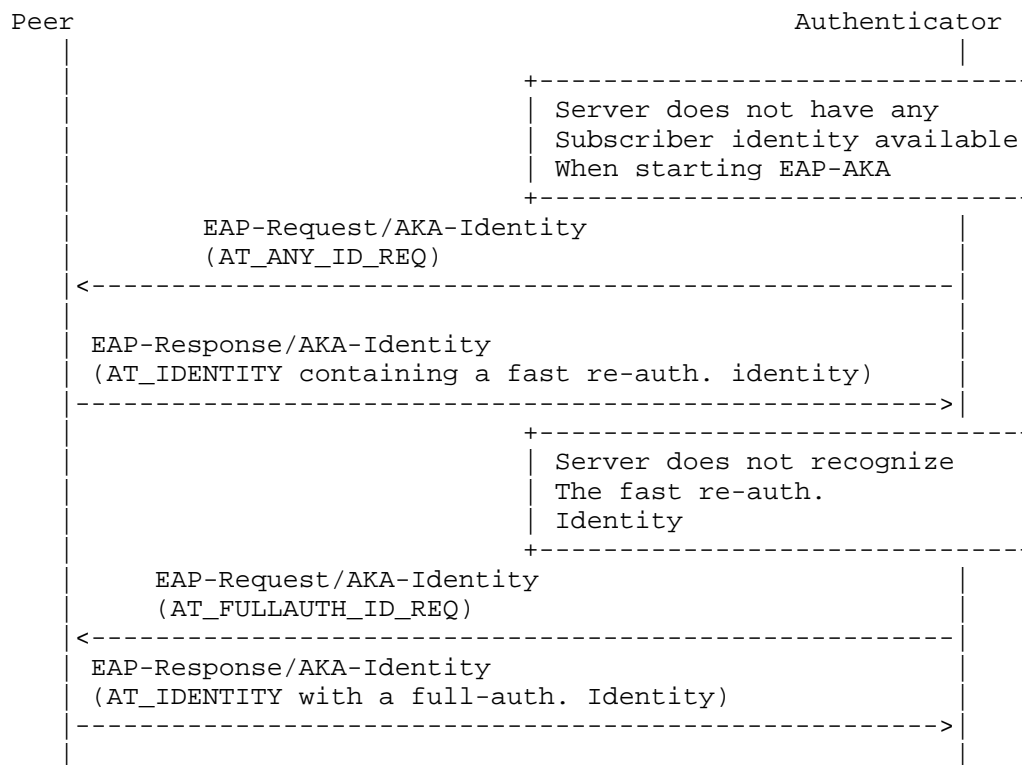 Peer Authenticator
Server does not have any
Subscriber identity available
When starting EAP-AKA
EAP-Request/AKA-Identity
(AT_ANY_ID_REQ)
EAP-Response/AKA-Identity
(AT_IDENTITY containing a fast re-auth. identity)
Server does not recognize
The fast re-auth.
Identity
EAP-Request/AKA-Identity
(AT_FULLAUTH_ID_REQ)
EAP-Response/AKA-Identity
(AT_IDENTITY with a full-auth. Identity)